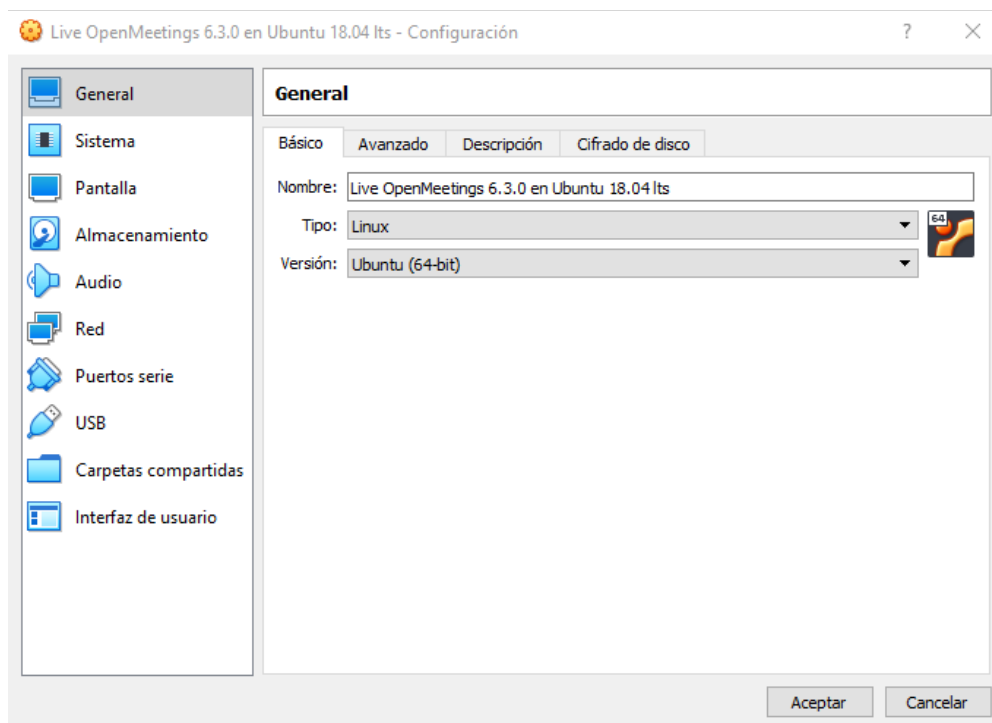 Live OpenMeetings 6.3.0 en Ubuntu 18.04 lts - Configuración
?
General
Sistema
Pantalla
Almacenamiento
Audio
Red
Puertos serie
USB
Carpetas compartidas
Interfaz de usuario
General
Básico Avanzado Descripción Cifrado de disco
Nombre: Live OpenMeetings 6.3.0 en Ubuntu 18.04 lts
Tipo: Linux
64
Versión: Ubuntu (64-bit)
Aceptar Cancelar